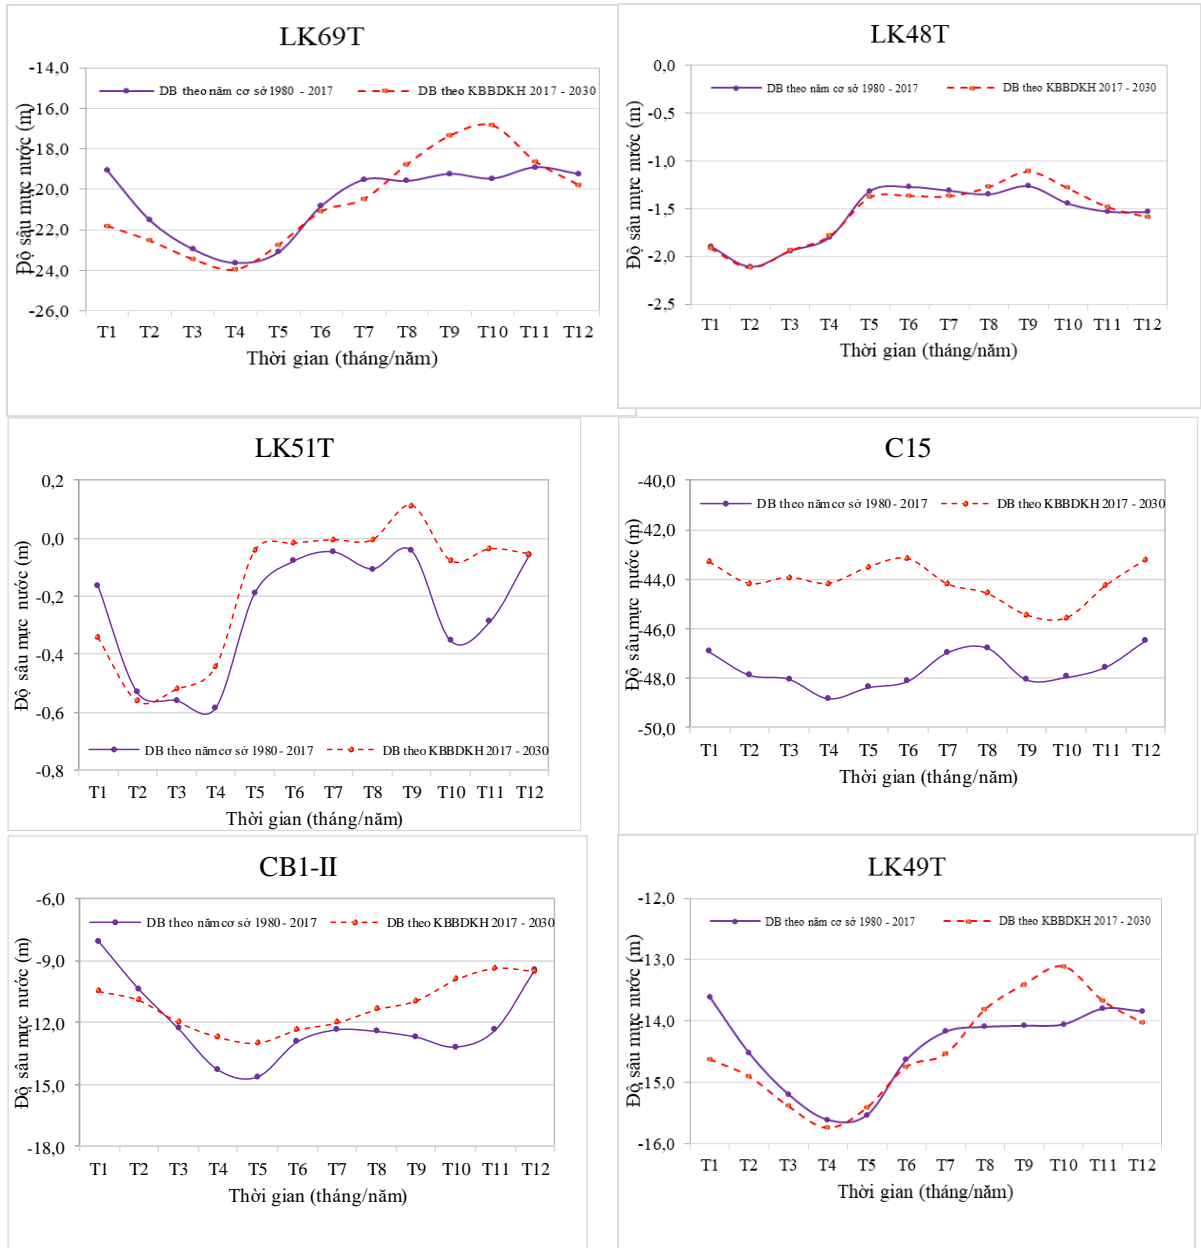 LK69T
-14,0
DB theo năm cơ sở 1980 - 2017
DB theo KBBDKH 2017 - 2030
-16,0
-18,0
-20,0
-22,0
-24,0
-26,0
Độ sâu mực nước (m)
T1 T2 T3 T4 T5 T6 T7 T8 T9 T10 T11 T12
Thời gian (tháng/năm)
LK48T
0,0
DB theo năm cơ sở 1980 - 2017
DB theo KBBDKH 2017 - 2030
-0,5
-1,0
-1,5
-2,0
-2,5
Độ sâu mực nước (m)
T1 T2 T3 T4 T5 T6 T7 T8 T9 T10 T11 T12
Thời gian (tháng/năm)
LK51T
0,2
0,0
-0,2
-0,4
-0,6
-0,8
Độ sâu mực nước (m)
DB theo năm cơ sở 1980 - 2017
DB theo KBBDKH 2017 - 2030
T1 T2 T3 T4 T5 T6 T7 T8 T9 T10 T11 T12
Thời gian (tháng/năm)
C15
-40,0
DB theo năm cơ sở 1980 - 2017
DB theo KBBDKH 2017 - 2030
-42,0
-44,0
-46,0
-48,0
-50,0
Độ sâu mực nước (m)
T1 T2 T3 T4 T5 T6 T7 T8 T9 T10 T11 T12
Thời gian (tháng/năm)
CB1-II
-6,0
DB theo năm cơ sở 1980 - 2017
DB theo KBBDKH 2017 - 2030
-9,0
-12,0
-15,0
-18,0
Độ sâu mực nước (m)
T1 T2 T3 T4 T5 T6 T7 T8 T9 T10 T11 T12
Thời gian (tháng/năm)
LK49T
-12,0
DB theo năm cơ sở 1980 - 2017
DB theo KBBDKH 2017 - 2030
-13,0
-14,0
-15,0
-16,0
Độ sâu mực nước (m)
T1 T2 T3 T4 T5 T6 T7 T8 T9 T10 T11 T12
Thời gian (tháng/năm)